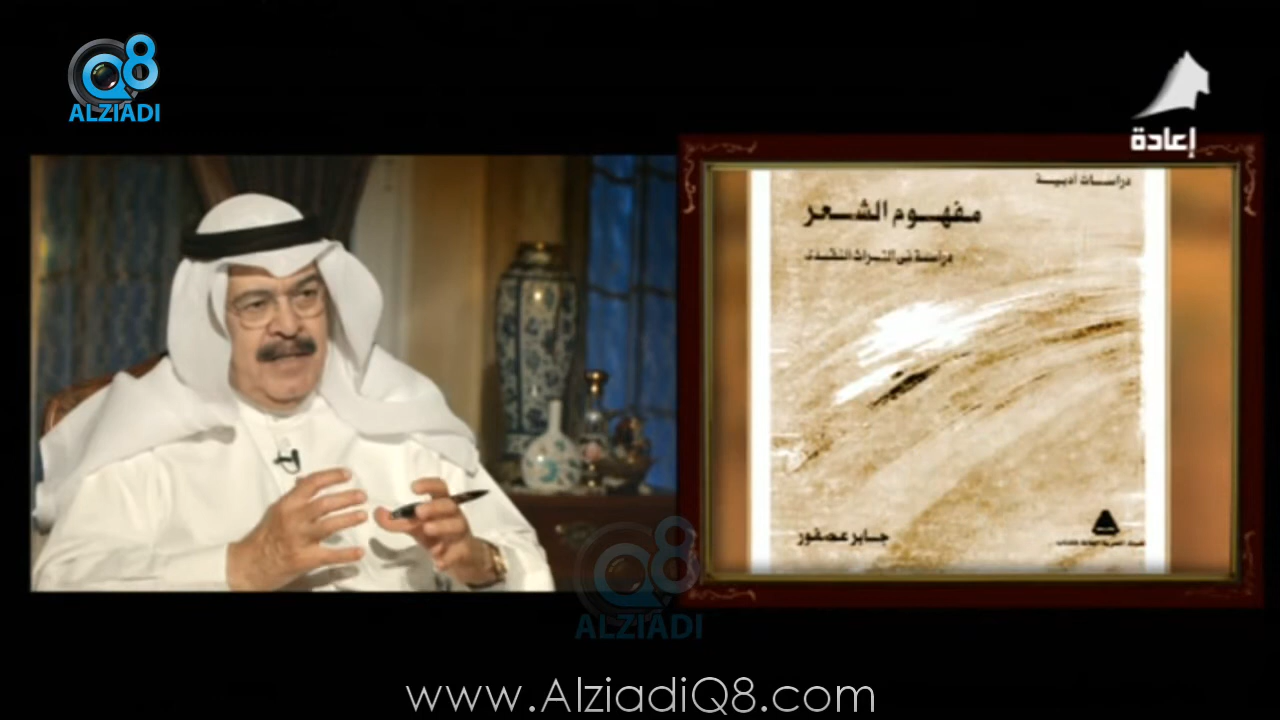 Q8
ALZIADI
إعادة
دراسات أدبية
مفهوم الشعر
دراسة في التراث النقدي
جابر عصفور
Q8
ALZIADI
www.AlziadiQ8.com